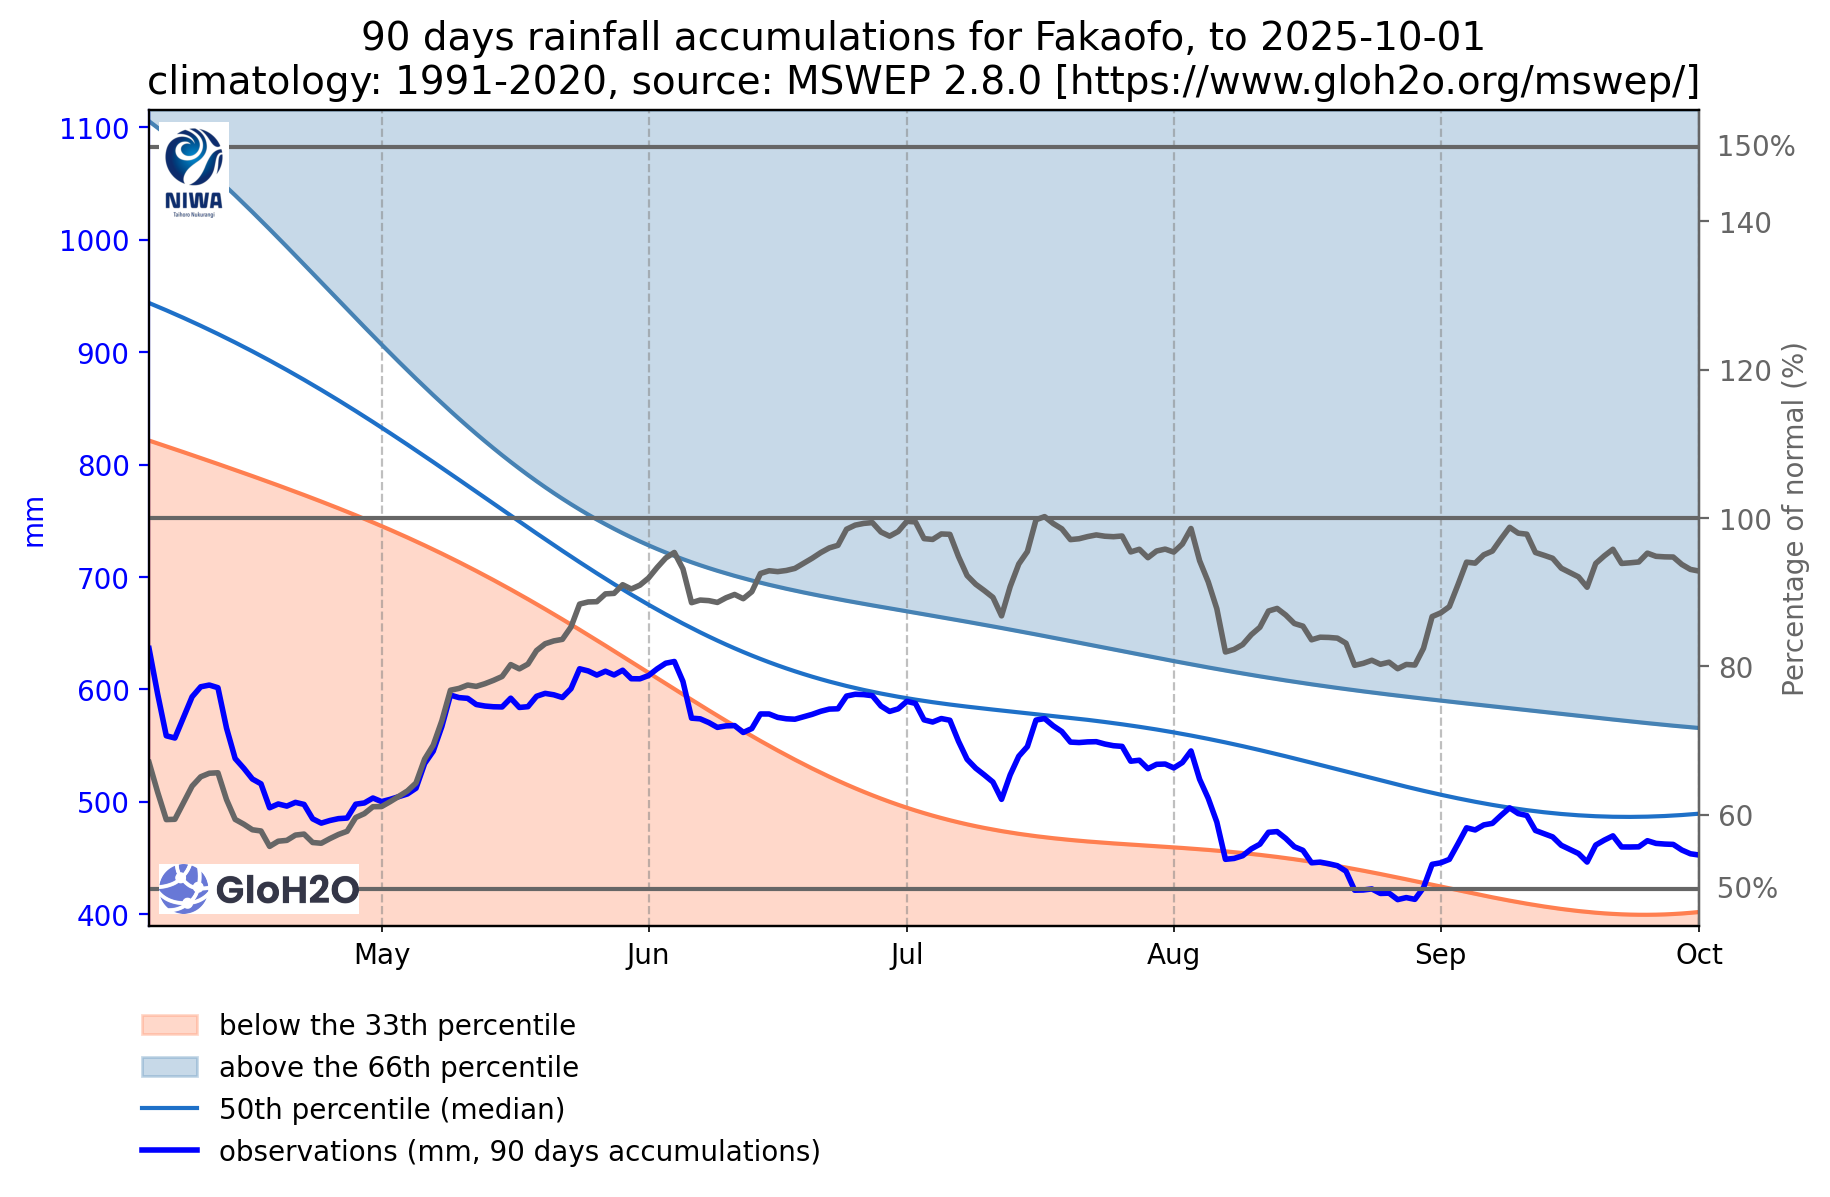 90 days rainfall accumulations for Fakaofo, to 2025-10-01
climatology: 1991-2020, source: MSWEP 2.8.0 [https://www.gloh2o.org/mswep/]
1100
1000
900
800
700
600
500
400
mm
NIWA
Taihoro Nukurangi
GloH2O
150%
140
120
100
80
60
50%
Percentage of normal (%)
May
Jun
Jul
Aug
Sep
Oct
below the 33th percentile
above the 66th percentile
50th percentile (median)
observations (mm, 90 days accumulations)